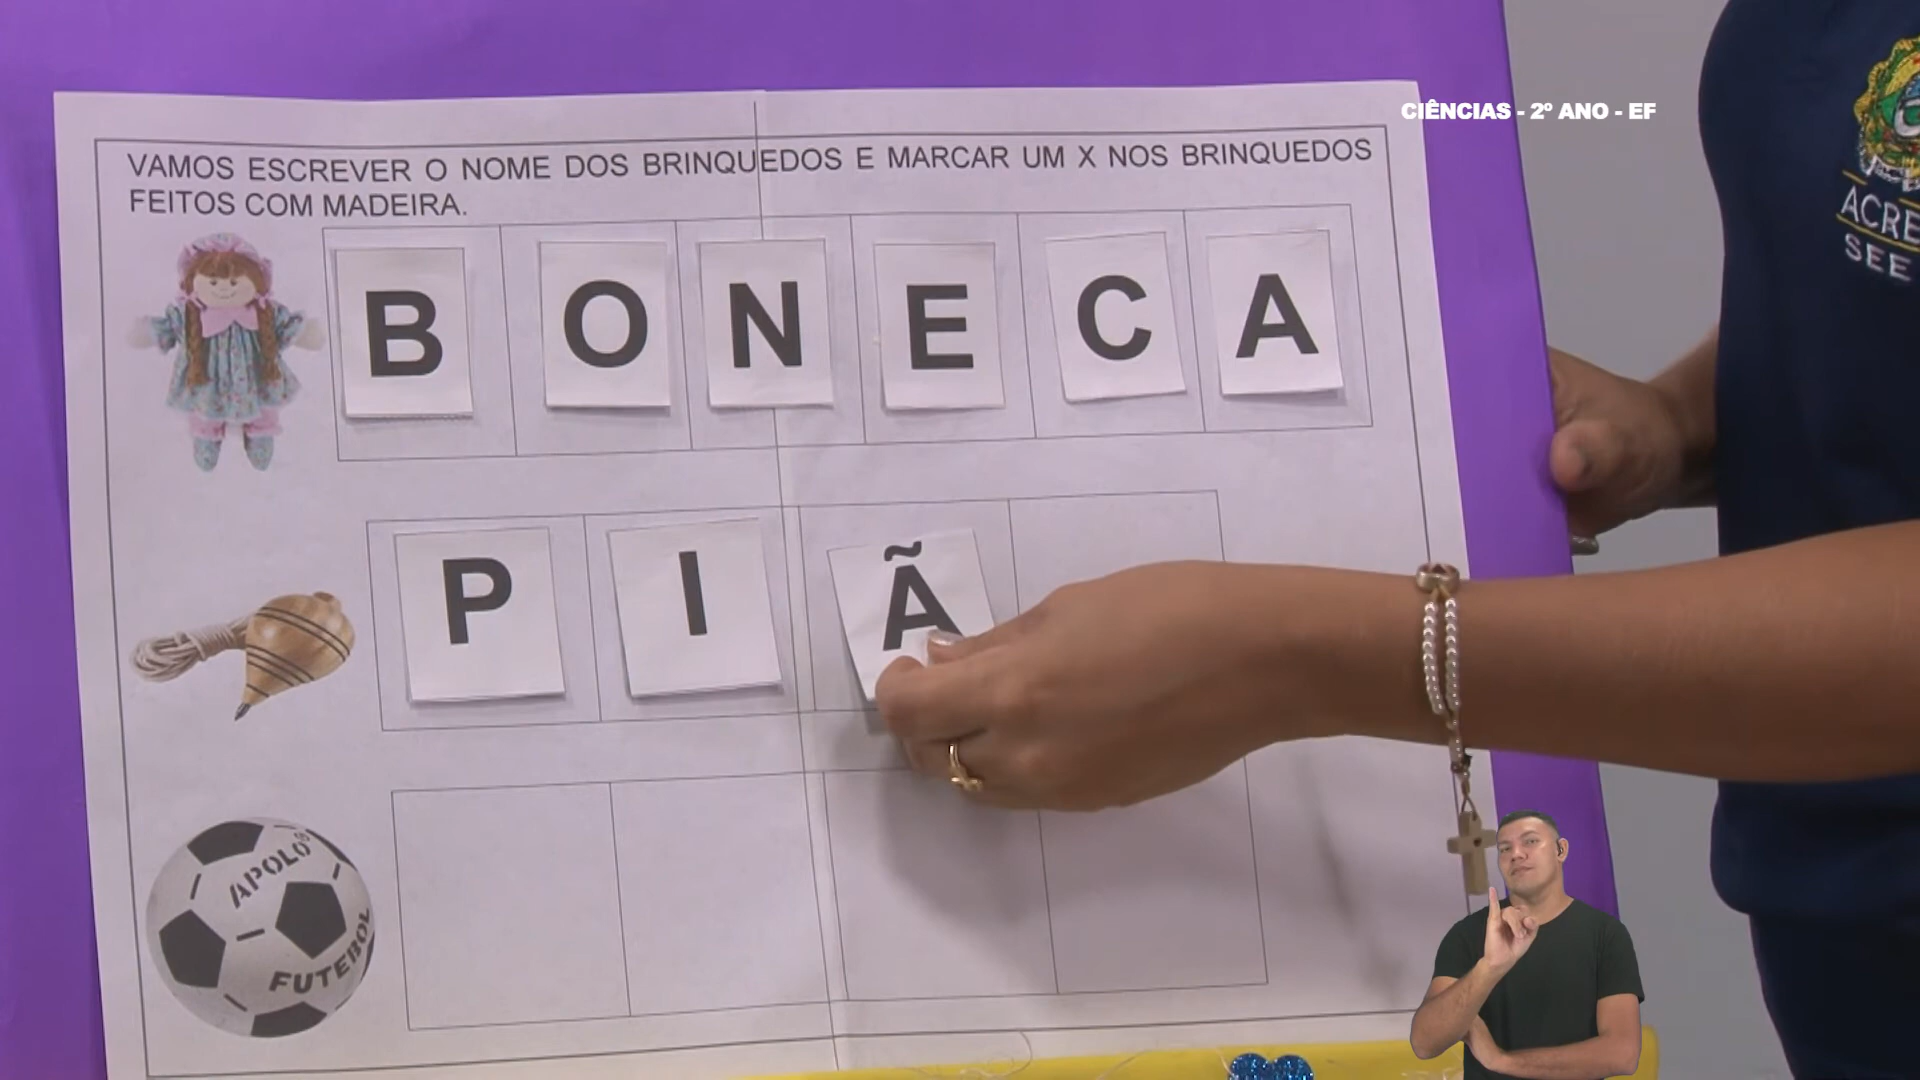 CIÊNCIAS - 2º ANO - EF
VAMOS ESCREVER O NOME DOS BRINQUEDOS E MARCAR UM X NOS BRINQUEDOS
FEITOS COM MADEIRA.
B O N E C A
P I Ã
APOLO
FUTEBOL
ACRE
SEE